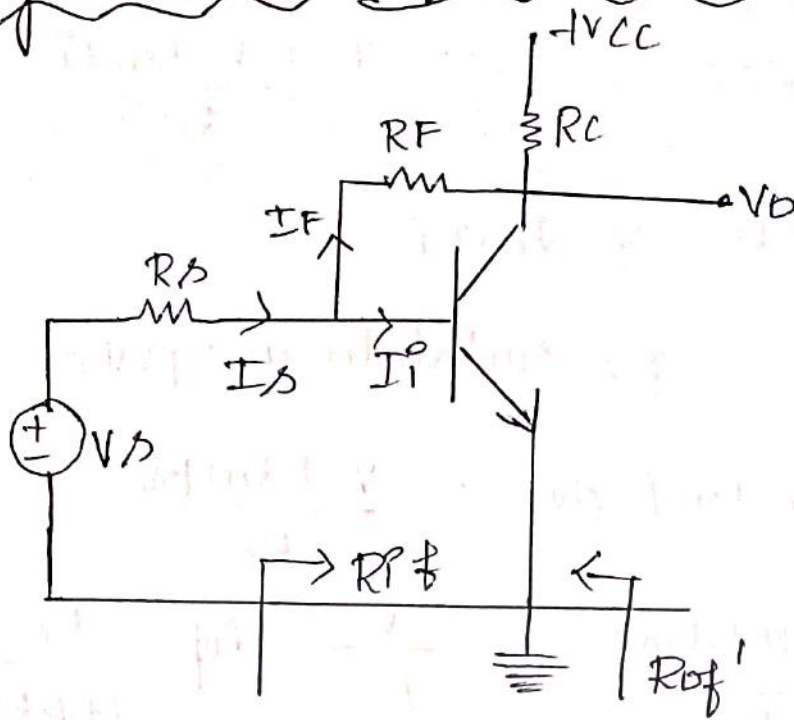 +VCC
RC
RF
VO
IF
RS
IS
Ii
+
-
VS
Rif
Rof'